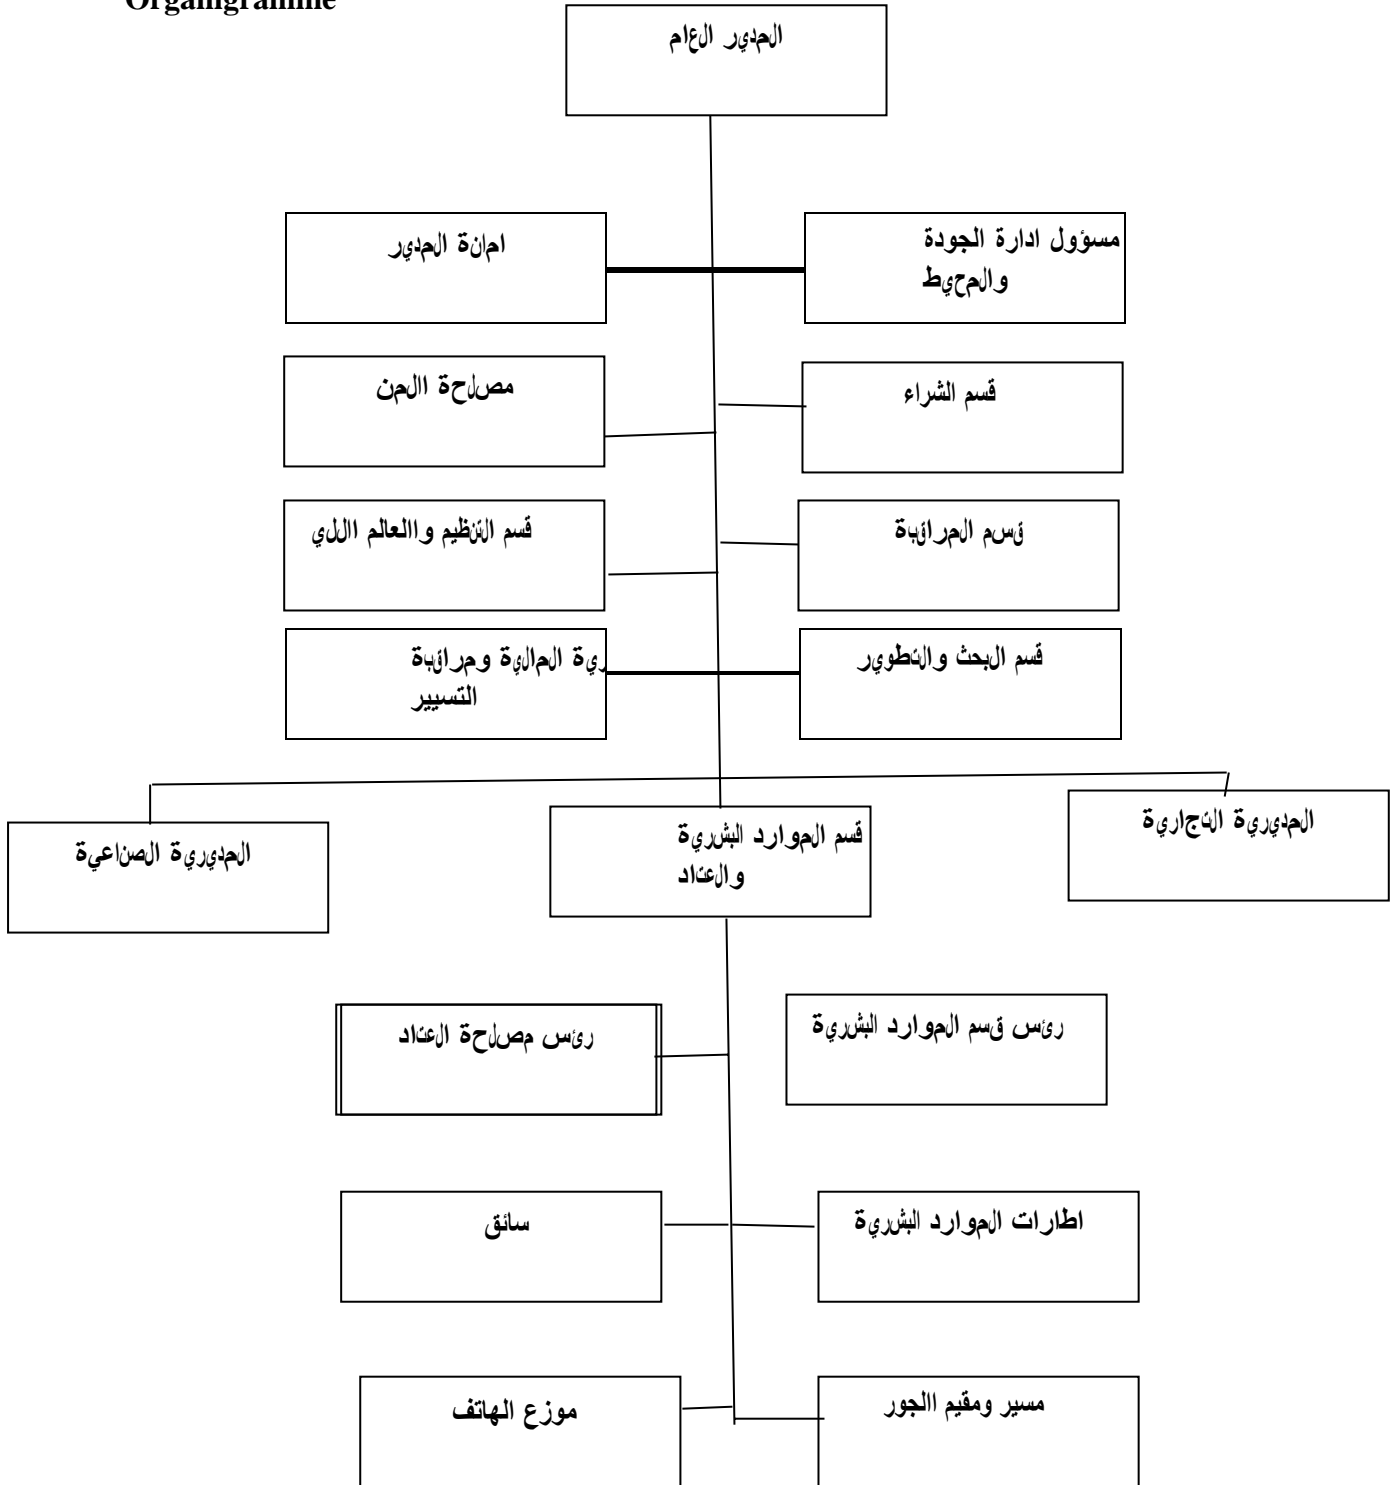 Organigramme
المدير العام
مسؤول ادارة الجودة
والمحيط
امانة المدير
قسم الشراء
مصلحة االمن
قسم المراقبة
قسم التنظيم واالعالم االلي
قسم البحث والتطوير
رية المالية ومراقبة
التسيير
المديرية التجارية
قسم الموارد البشرية
والعتاد
المديرية الصناعية
رئس قسم الموارد البشرية
رئس مصلحة العتاد
اطارات الموارد البشرية
سائق
مسير ومقيم االجور
موزع الهاتف